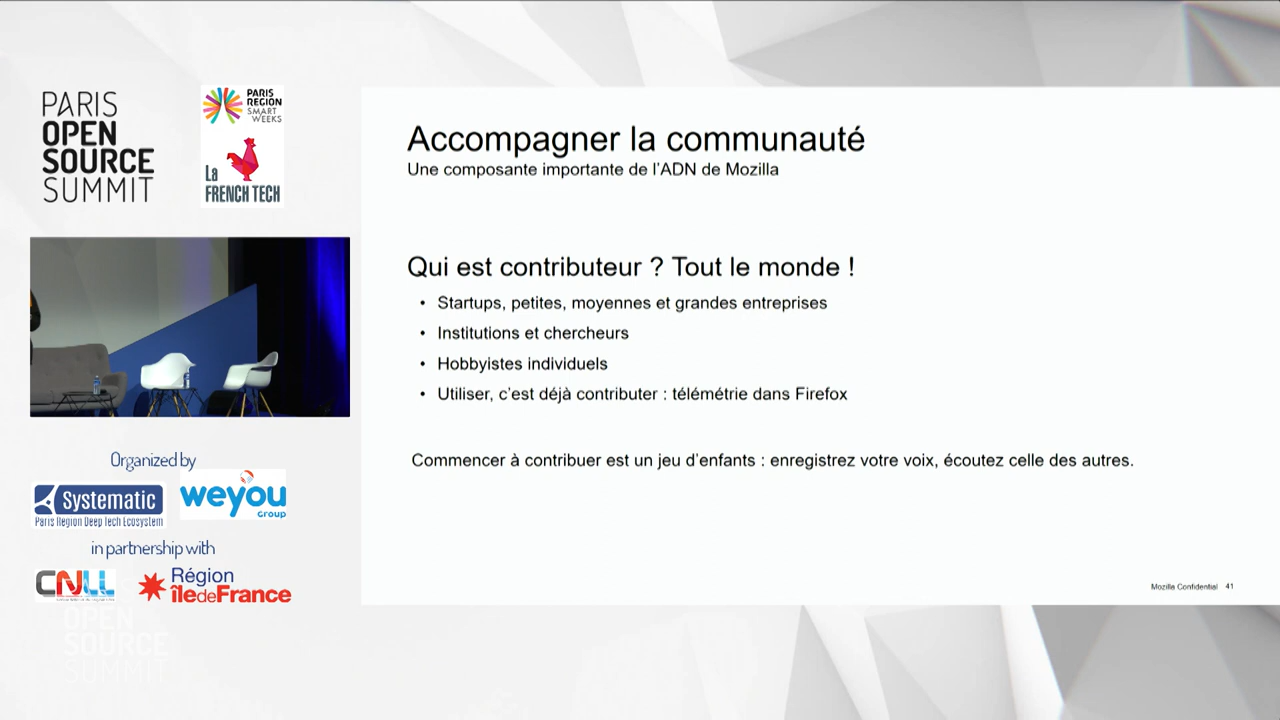 PARIS
OPEN
SOURCE
SUMMIT
PARIS
REGION
SMART
WEEKS
La
FRENCH TECH
Accompagner la communauté
Une composante importante de l'ADN de Mozilla
Qui est contributeur ? Tout le monde !
• Startups, petites, moyennes et grandes entreprises
• Institutions et chercheurs
• Hobbyistes individuels
• Utiliser, c'est déjà contributer : télémétrie dans Firefox
Commencer à contribuer est un jeu d'enfants : enregistrez votre voix, écoutez celle des autres.
Mozilla Confidential 41
Organized by
Systematic
Paris Region Deep Tech Ecosystem
weyou
GROUP
in partnership with
CNLL
Région
îledeFrance
OPEN
SOURCE
SUMMIT